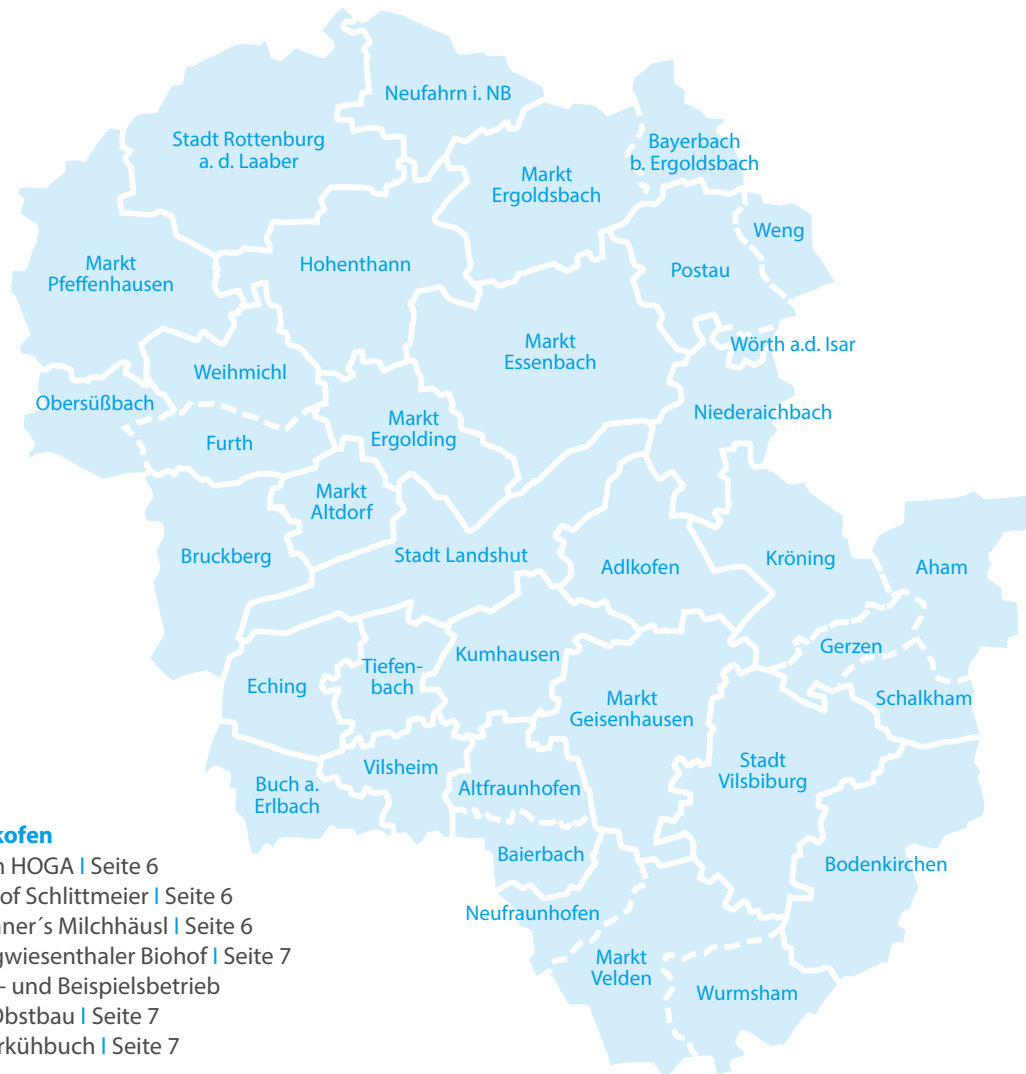 Neufahrn i. NB
Stadt Rottenburg
a. d. Laaber
Bayerbach
b. Ergoldsbach
Markt
Ergoldsbach
Weng
Markt
Pfeffenhausen
Hohenthann
Postau
Markt
Essenbach
Wörth a.d. Isar
Weihmichl
Obersüßbach
Niederaichbach
Markt
Ergolding
Furth
Markt
Altdorf
Bruckberg
Stadt Landshut
Adlkofen
Kröning
Aham
Gerzen
Kumhausen
Tiefen-
bach
Eching
Schalkham
Markt
Geisenhausen
Stadt
Vilsbiburg
Vilsheim
Buch a.
Erlbach
Altfraunhofen
Baierbach
Bodenkirchen
Neufraunhofen
Markt
Velden
Wurmsham
kofen
HOGA I Seite 6
of Schlittmeier I Seite 6
ner´s Milchhäusl I Seite 6
gwiesenthaler Biohof I Seite 7
- und Beispielsbetrieb
Obstbau I Seite 7
rkühbuch I Seite 7